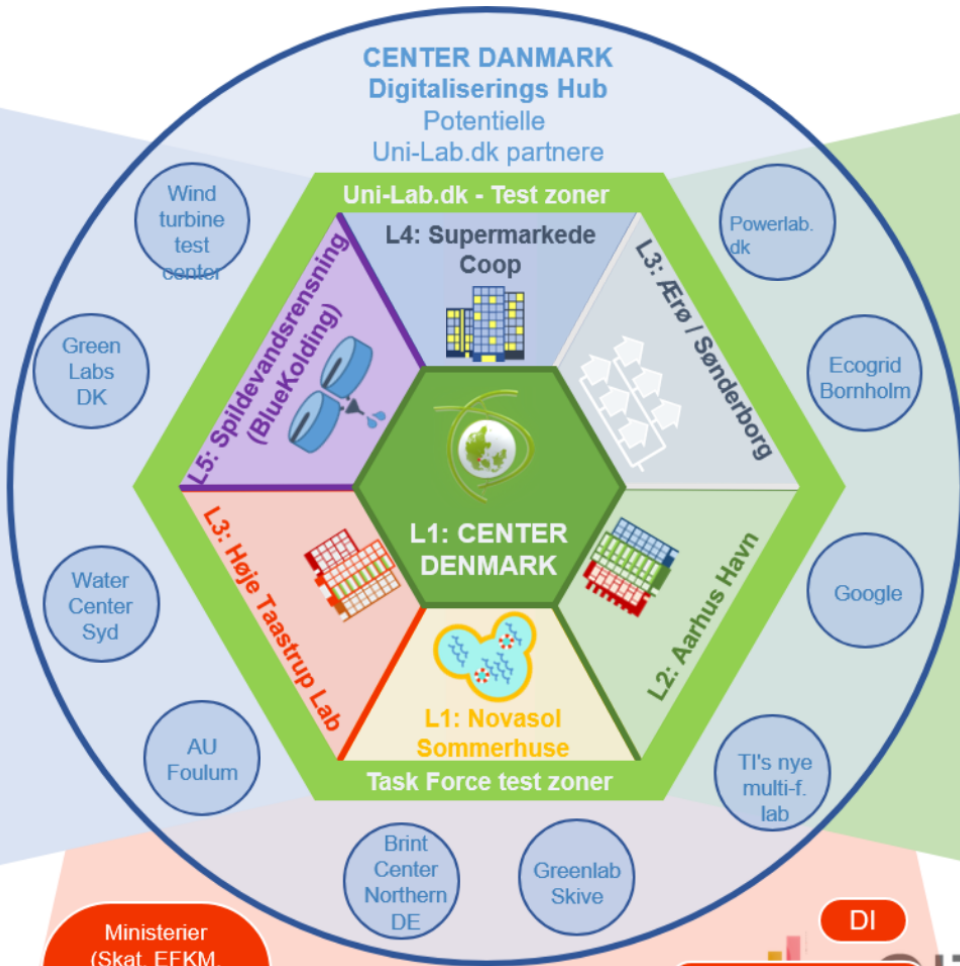 CENTER DANMARK
Digitaliserings Hub
Potentielle
Uni-Lab.dk partnere
Uni-Lab.dk - Test zoner
Wind
turbine
test
center
Powerlab.
dk
L4: Supermarkede
Coop
L5: Spildevandsrensning
(BlueKolding)
L3: Ærø / Sønderborg
Green
Labs
DK
Ecogrid
Bornholm
L1: CENTER
DENMARK
Water
Center
Syd
Google
L3: Høje Taastrup Lab
L2: Aarhus Havn
L1: Novasol
Sommerhuse
AU
Foulum
TI's nye
multi-f.
lab
Task Force test zoner
Brint
Center
Northern
DE
Greenlab
Skive
Ministerier
(Skat, EFKM,
DI